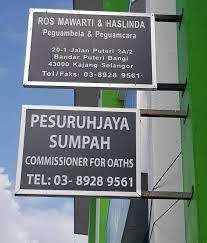 ROS MAWARTI & HASLINDA
Peguambela & Peguamcara
20-1 Jalan Puteri 2A/2
Bandar Puteri Bangi
43000 Kajang Selangor
Tel/Faks: 03-8928 9561
PESURUHJAYA
SUMPAH
COMMISSIONER FOR OATHS
TEL: 03- 8928 9561